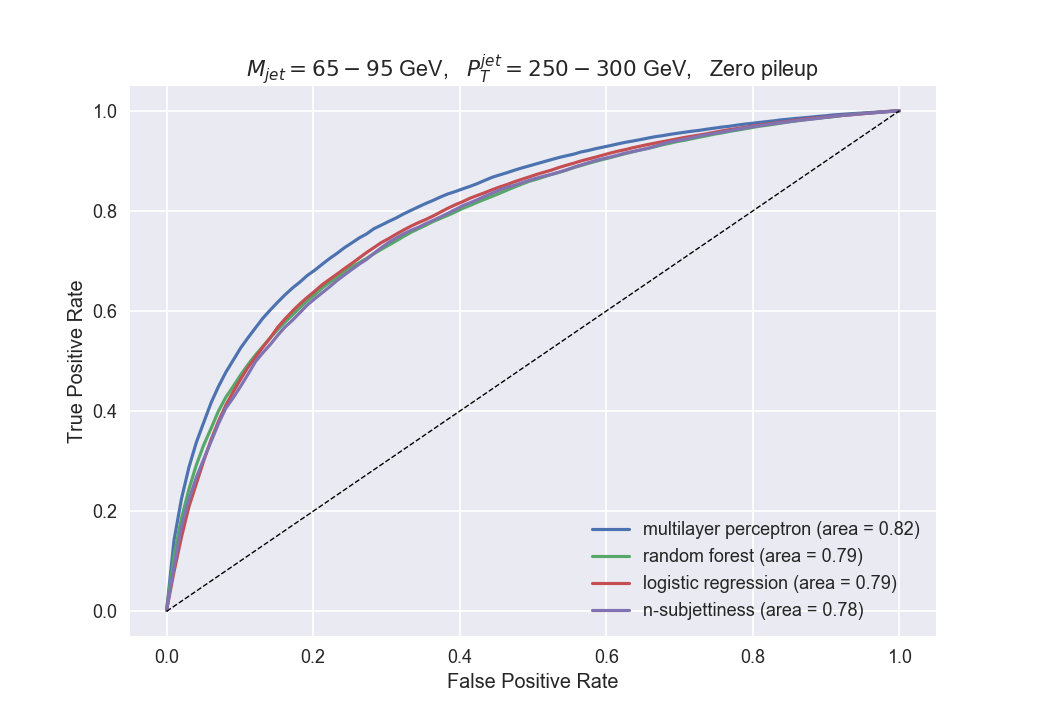 M_jet = 65 − 95 GeV, P_T^jet = 250 − 300 GeV, Zero pileup
1.0
0.8
0.6
0.4
0.2
0.0
True Positive Rate
multilayer perceptron (area = 0.82)
random forest (area = 0.79)
logistic regression (area = 0.79)
n-subjettiness (area = 0.78)
0.0 0.2 0.4 0.6 0.8 1.0
False Positive Rate